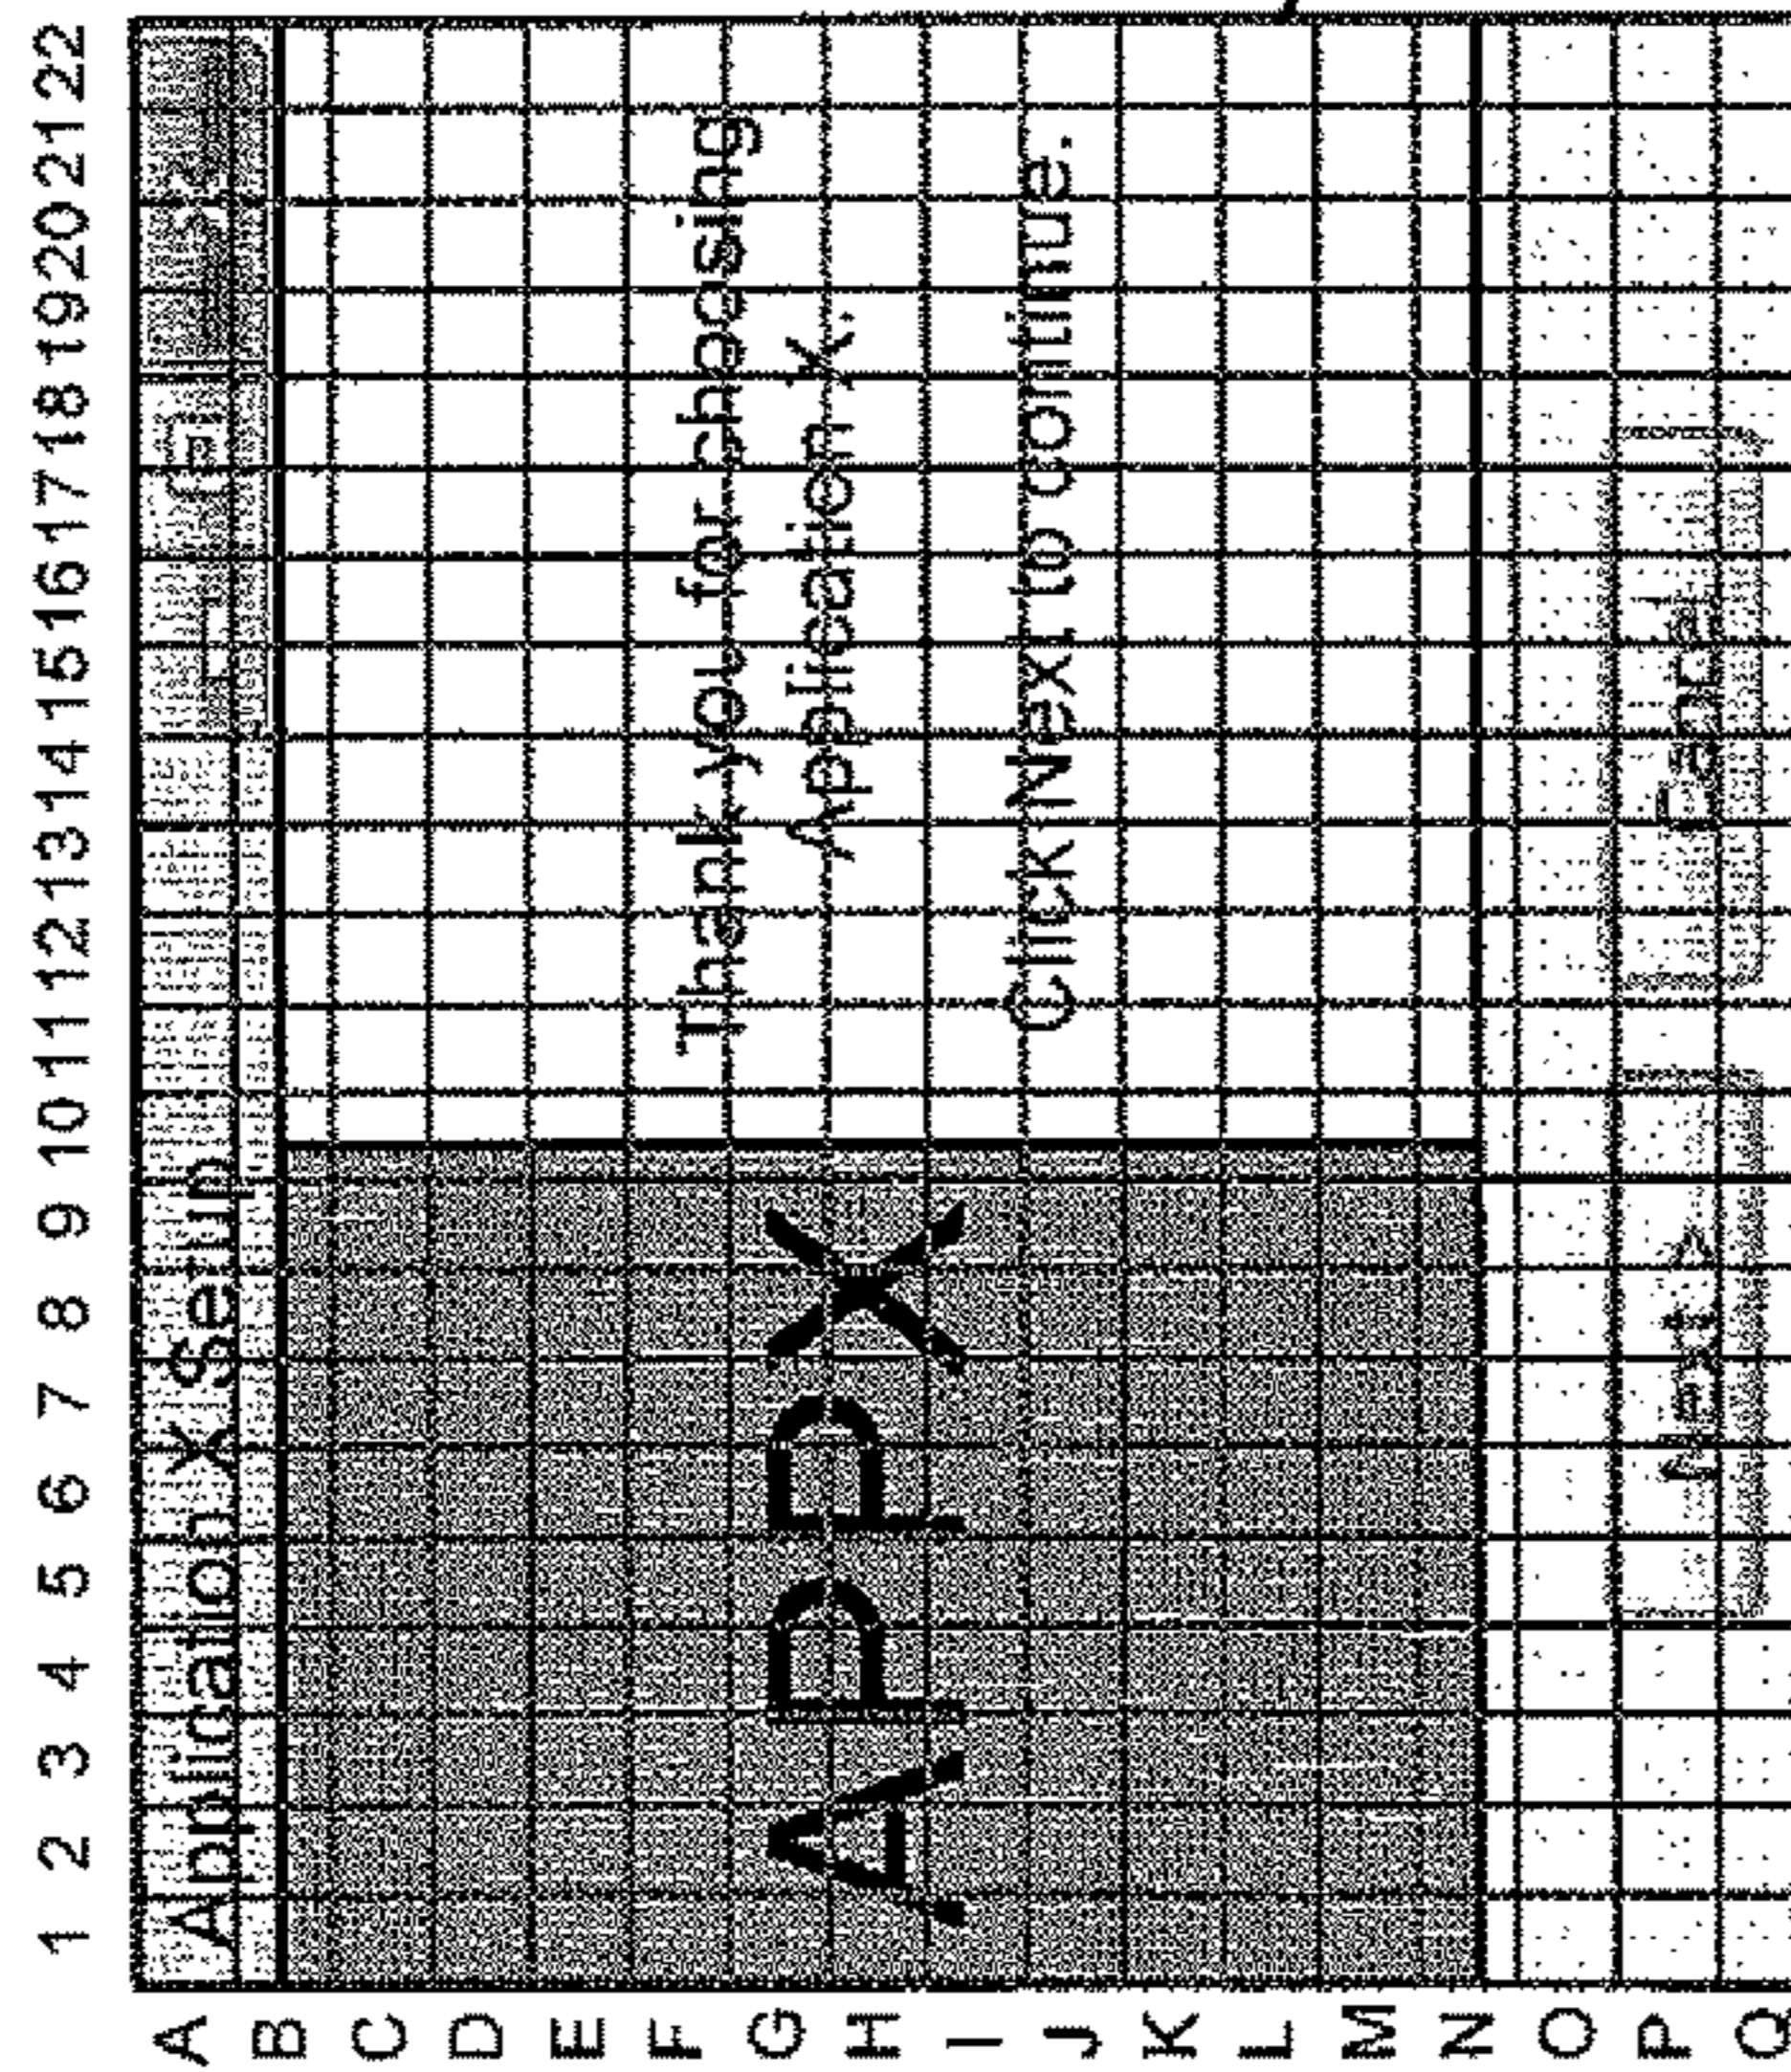 1 2 3 4 5 6 7 8 9 10 11 12 13 14 15 16 17 18 19 20 21 22
A
B
C
D
E
F
G
H
I
J
K
L
M
N
O
P
Q
Application X Setup
APP X
Thank you for choosing
Application X.
Click Next to continue.
Next >
Cancel